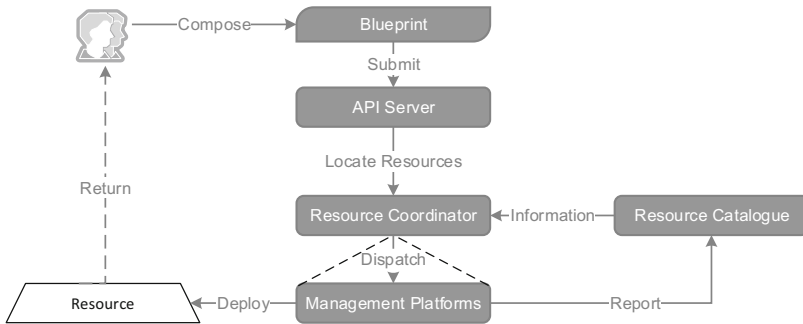 Compose
Blueprint
Submit
API Server
Locate Resources
Return
Resource Coordinator
Information
Resource Catalogue
Dispatch
Resource
Deploy
Management Platforms
Report